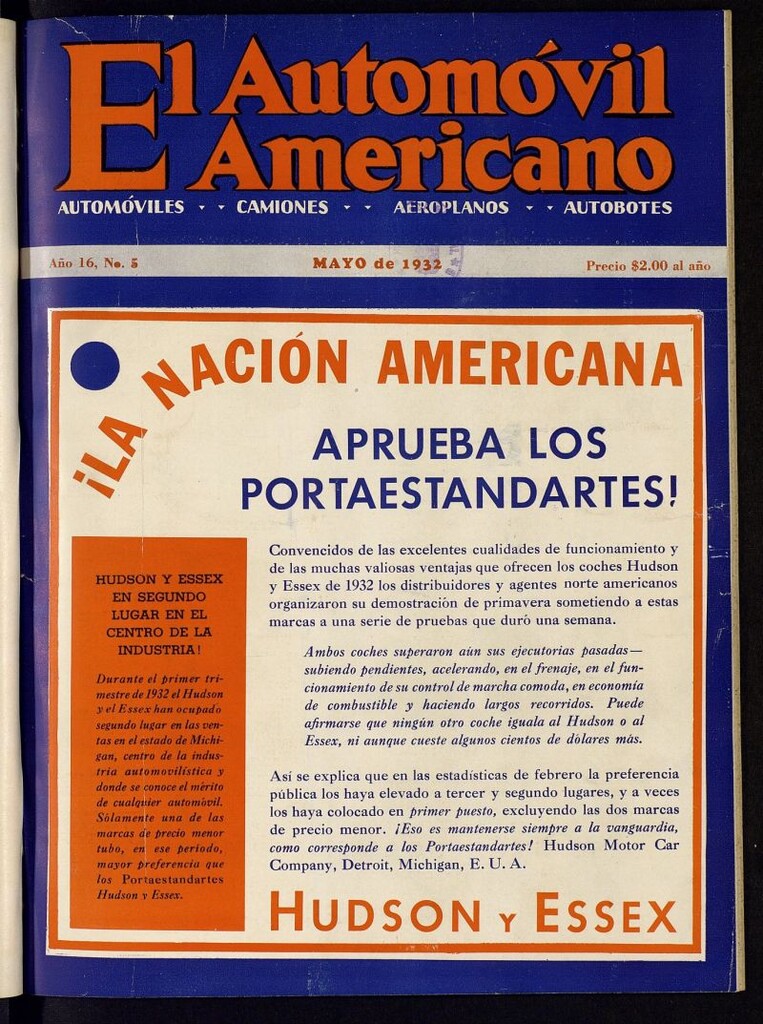 El Automóvil
Americano
AUTOMÓVILES - - CAMIONES - - AEROPLANOS - - AUTOBOTES
Año 16, No. 5
MAYO de 1932
Precio $2.00 al año
¡LA NACIÓN AMERICANA
APRUEBA LOS
PORTAESTANDARTES!
HUDSON Y ESSEX
EN SEGUNDO
LUGAR EN EL
CENTRO DE LA
INDUSTRIA!
Durante el primer tri-
mestre de 1932 el Hudson
y el Essex han ocupado
segundo lugar en las ven-
tas en el estado de Michi-
gan, centro de la indus-
tria automovilística y
donde se conoce el mérito
de cualquier automóvil.
Sólamente una de las
marcas de precio menor
tubo, en ese período,
mayor preferencia que
los Portaestandartes
Hudson y Essex.
Convencidos de las excelentes cualidades de funcionamiento y
de las muchas valiosas ventajas que ofrecen los coches Hudson
y Essex de 1932 los distribuidores y agentes norte americanos
organizaron su demostración de primavera sometiendo a estas
marcas a una serie de pruebas que duró una semana.
Ambos coches superaron aún sus ejecutorias pasadas—
subiendo pendientes, acelerando, en el frenaje, en el fun-
cionamiento de su control de marcha comoda, en economía
de combustible y haciendo largos recorridos. Puede
afirmarse que ningún otro coche iguala al Hudson o al
Essex, ni aunque cueste algunos cientos de dólares más.
Así se explica que en las estadísticas de febrero la preferencia
pública los haya elevado a tercer y segundo lugares, y a veces
los haya colocado en primer puesto, excluyendo las dos marcas
de precio menor. ¡Eso es mantenerse siempre a la vanguardia,
como corresponde a los Portaestandartes! Hudson Motor Car
Company, Detroit, Michigan, E. U. A.
HUDSON Y ESSEX